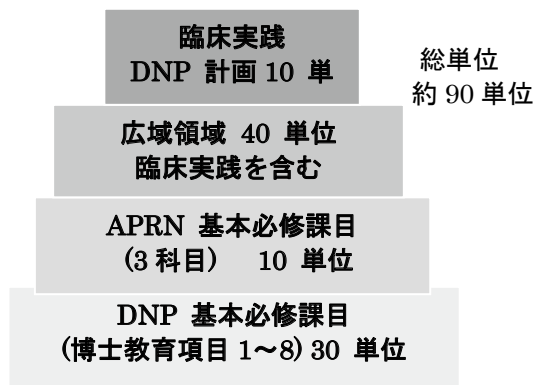 臨床実践
DNP 計画 10 単
総単位
約 90 単位
広域領域 40 単位
臨床実践を含む
APRN 基本必修課目
(3 科目) 10 単位
DNP 基本必修課目
(博士教育項目 1〜8) 30 単位